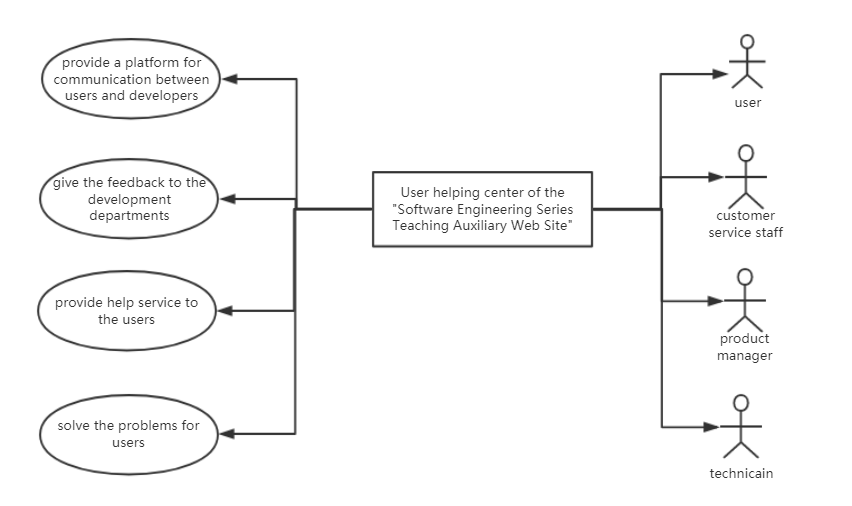 provide a platform for
communication between
users and developers
give the feedback to the
development
departments
provide help service to
the users
solve the problems for
users
User helping center of the
"Software Engineering Series
Teaching Auxiliary Web Site"
user
customer
service staff
product
manager
technicain